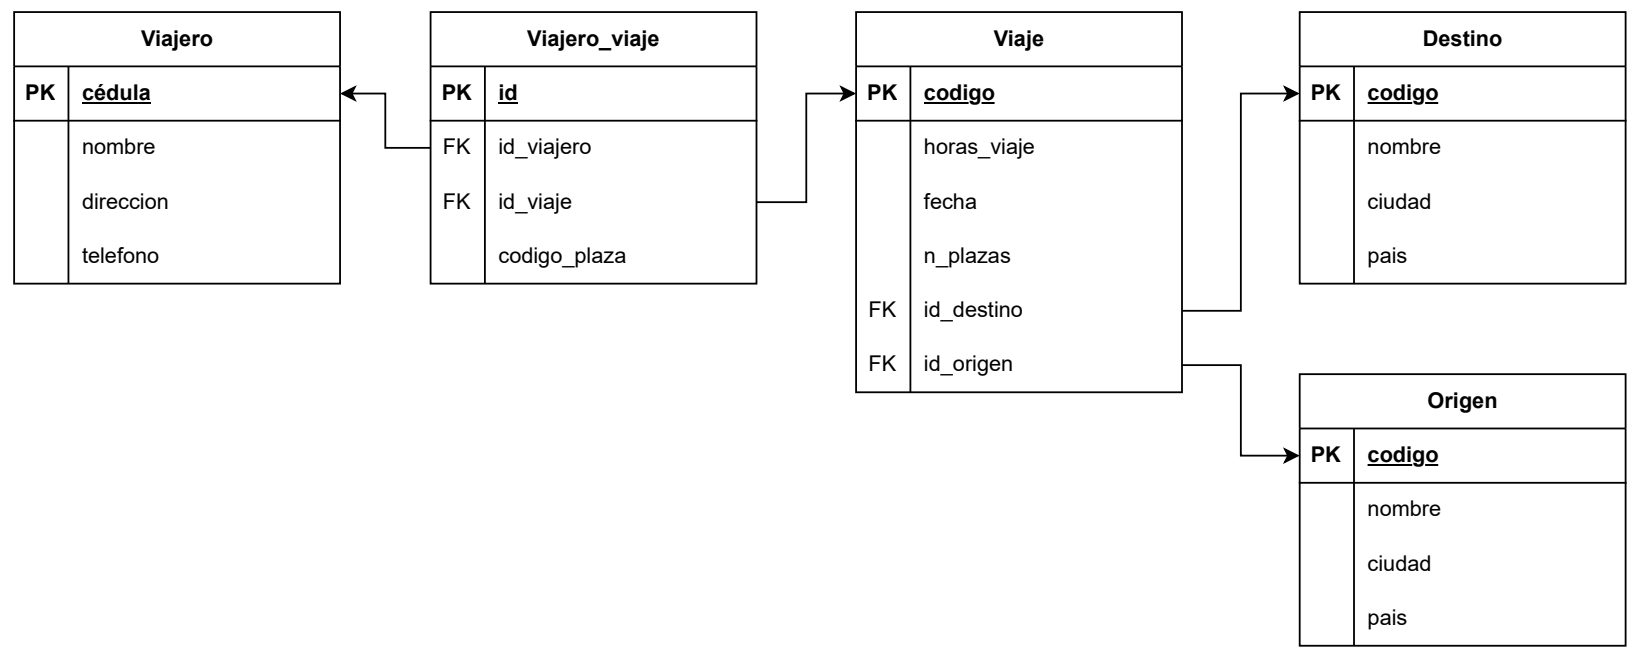 Viajero
PK cédula
nombre
direccion
telefono
Viajero_viaje
PK id
FK id_viajero
FK id_viaje
codigo_plaza
Viaje
PK codigo
horas_viaje
fecha
n_plazas
FK id_destino
FK id_origen
Destino
PK codigo
nombre
ciudad
pais
Origen
PK codigo
nombre
ciudad
pais